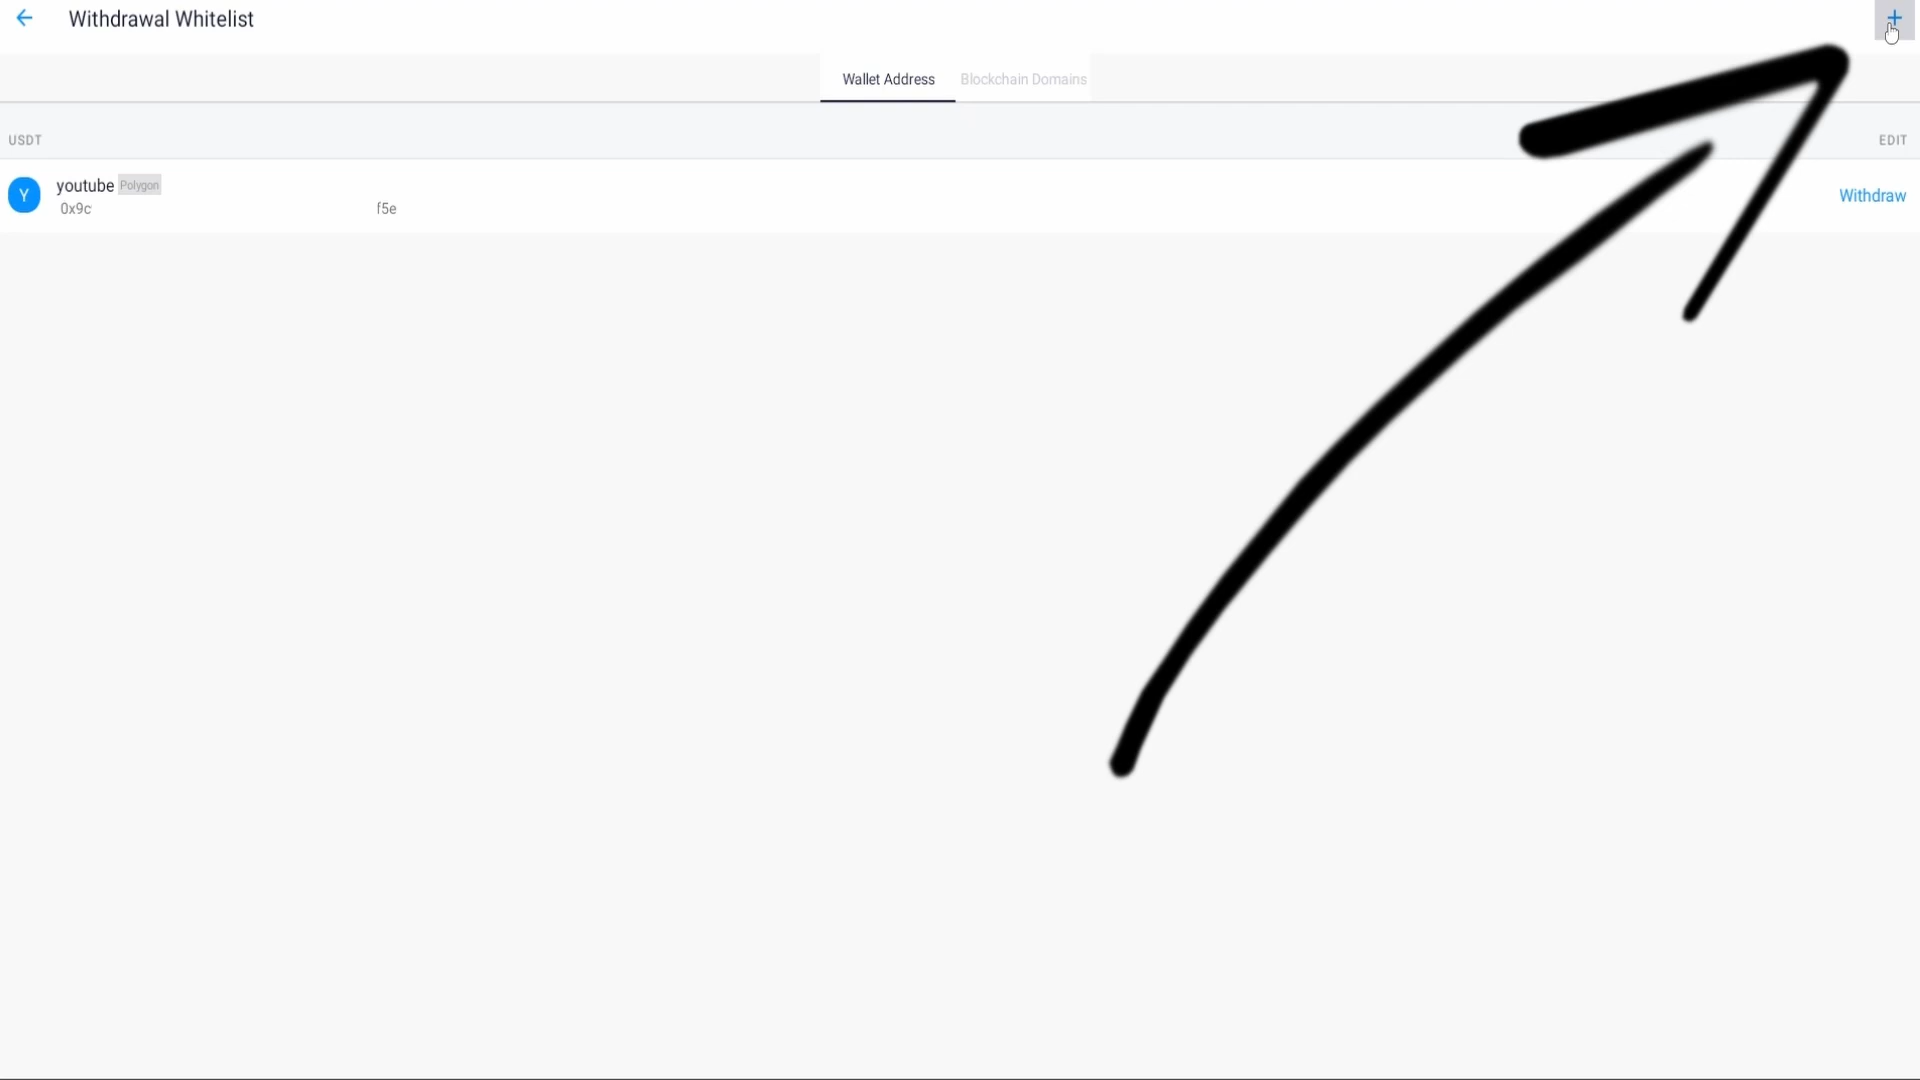 Withdrawal Whitelist
Wallet Address Blockchain Domains
USDT EDIT
Y youtube Polygon Withdraw
0x9c f5e